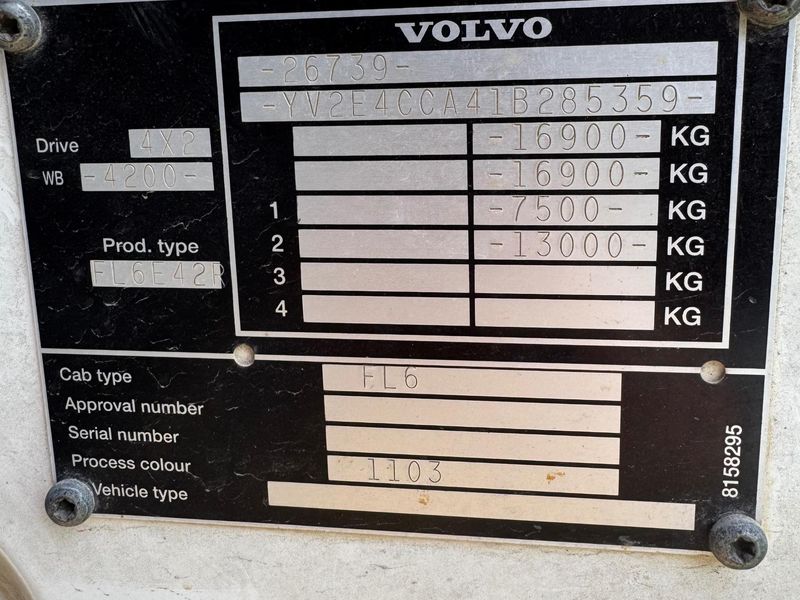 VOLVO
-26739-
-YV2E4CCA41B285359-
Drive 4X2 -16900- KG
WB -4200- -16900- KG
1 -7500- KG
Prod. type 2 -13000- KG
FL6E42R 3 KG
4 KG
Cab type FL6
Approval number
Serial number
Process colour 1103
Vehicle type
8158295